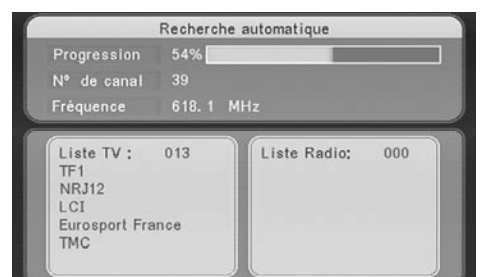 Recherche automatique
Progression 54%
N° de canal 39
Fréquence 618.1 MHz
Liste TV : 013
TF1
NRJ12
LCI
Eurosport France
TMC
Liste Radio: 000